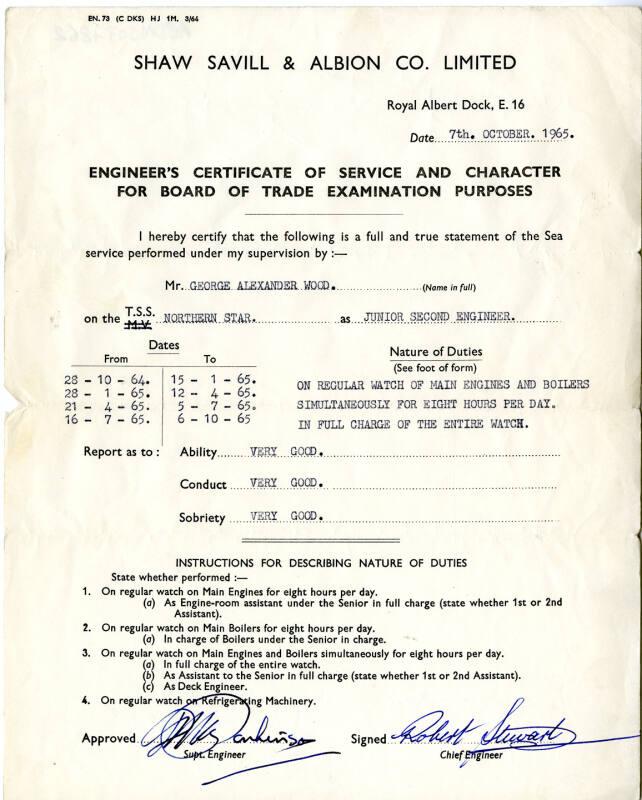 EN. 73 (C DKS) HJ 1M. 3/64
SHAW SAVILL & ALBION CO. LIMITED
Royal Albert Dock, E. 16
Date 7th. OCTOBER. 1965.
ENGINEER'S CERTIFICATE OF SERVICE AND CHARACTER
FOR BOARD OF TRADE EXAMINATION PURPOSES
I hereby certify that the following is a full and true statement of the Sea
service performed under my supervision by :—
Mr. GEORGE ALEXANDER WOOD. (Name in full)
on the T.S.S. M.V. NORTHERN STAR. as JUNIOR SECOND ENGINEER.
Dates
From To
28 - 10 - 64. 15 - 1 - 65.
28 - 1 - 65. 12 - 4 - 65.
21 - 4 - 65. 5 - 7 - 65.
16 - 7 - 65. 6 - 10 - 65
Nature of Duties
(See foot of form)
ON REGULAR WATCH OF MAIN ENGINES AND BOILERS
SIMULTANEOUSLY FOR EIGHT HOURS PER DAY.
IN FULL CHARGE OF THE ENTIRE WATCH.
Report as to : Ability VERY GOOD.
Conduct VERY GOOD.
Sobriety VERY GOOD.
INSTRUCTIONS FOR DESCRIBING NATURE OF DUTIES
State whether performed :—
1. On regular watch on Main Engines for eight hours per day.
(a) As Engine-room assistant under the Senior in full charge (state whether 1st or 2nd
Assistant).
2. On regular watch on Main Boilers for eight hours per day.
(a) In charge of Boilers under the Senior in charge.
3. On regular watch on Main Engines and Boilers simultaneously for eight hours per day.
(a) In full charge of the entire watch.
(b) As Assistant to the Senior in full charge (state whether 1st or 2nd Assistant).
(c) As Deck Engineer.
4. On regular watch on Refrigerating Machinery.
Approved
Supt. Engineer
Signed Robert Stewart
Chief Engineer